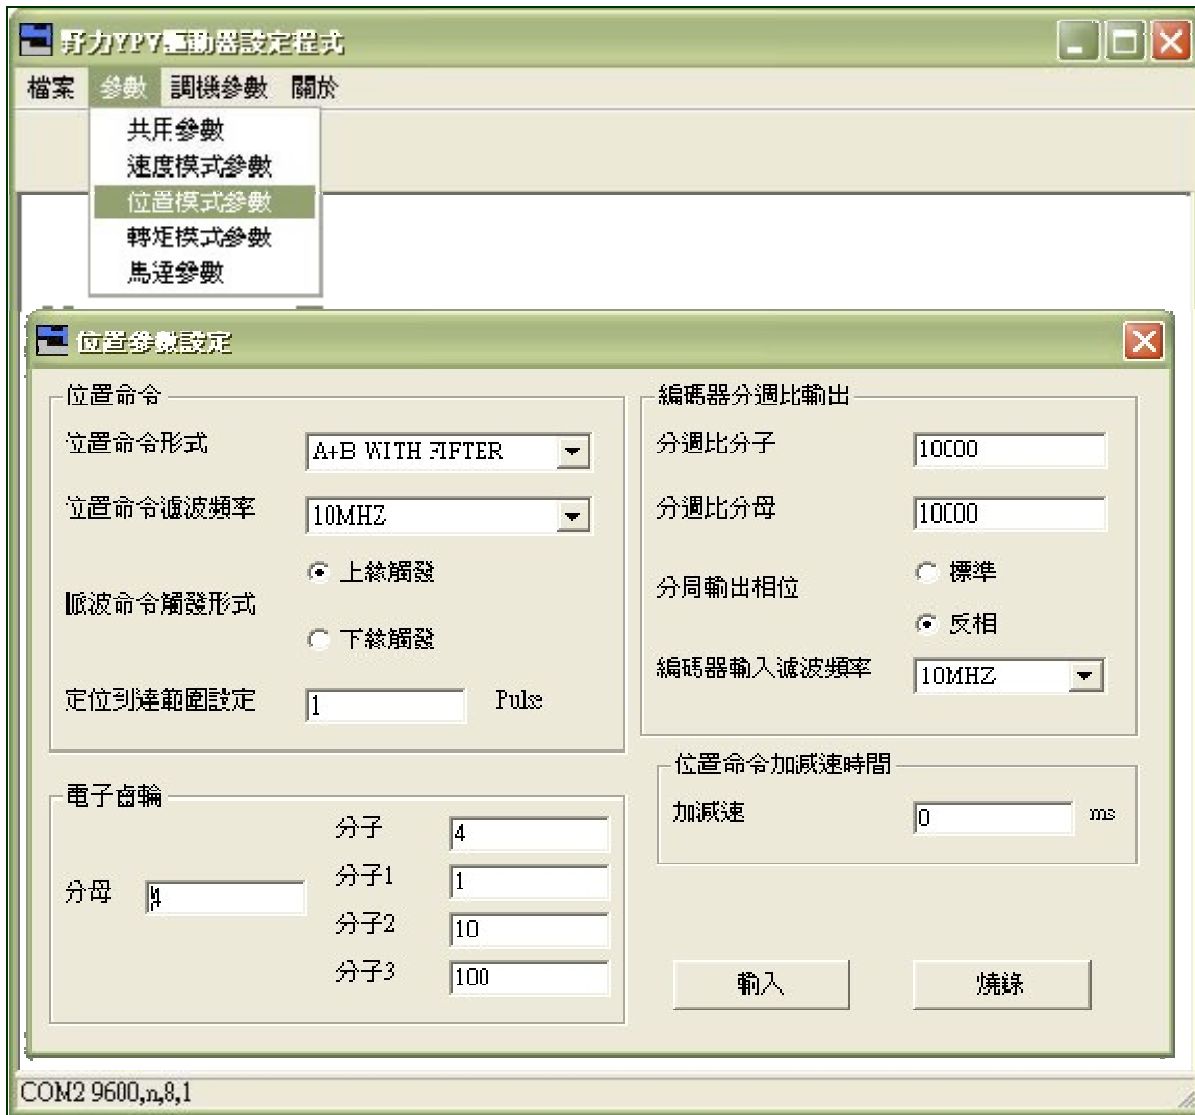 野力YPV驅動器設定程式
檔案 參數 調機參數 關於
共用參數
速度模式參數
位置模式參數
轉矩模式參數
馬達參數
位置參數設定
位置命令
位置命令形式 A+B WITH FIFTER
位置命令濾波頻率 10MHZ
脈波命令觸發形式
上緣觸發
下緣觸發
定位到達範圍設定 1 Pulse
電子齒輪
分母 4
分子 4
分子1 1
分子2 10
分子3 100
編碼器分週比輸出
分週比分子 10000
分週比分母 10000
分周輸出相位
標準
反相
編碼器輸入濾波頻率 10MHZ
位置命令加減速時間
加減速 0 ms
輸入 燒錄
COM2 9600,n,8,1